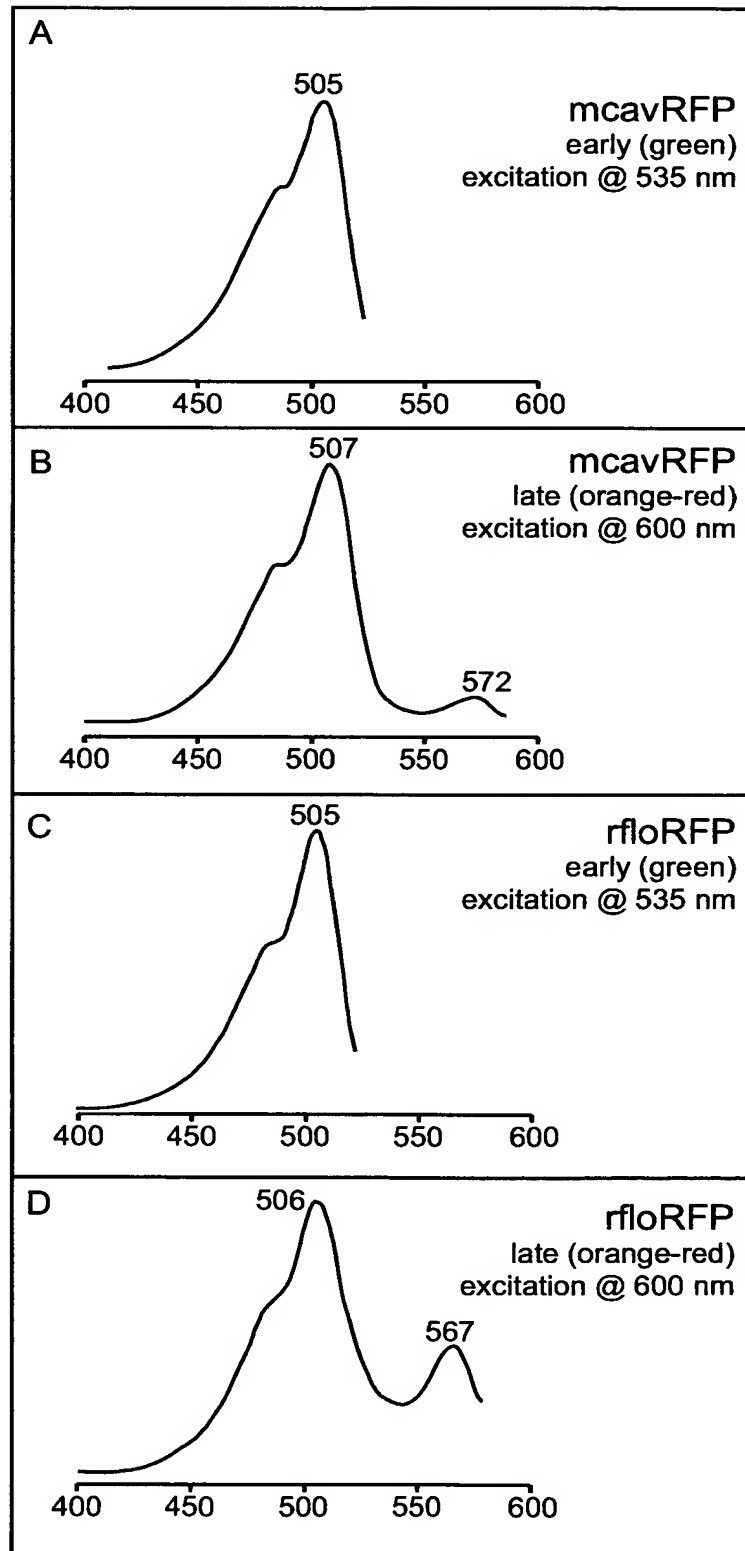 A
505
mcavRFP
early (green)
excitation @ 535 nm
400 450 500 550 600
B
507
mcavRFP
late (orange-red)
excitation @ 600 nm
572
400 450 500 550 600
C
505
rfloRFP
early (green)
excitation @ 535 nm
400 450 500 550 600
D
506
rfloRFP
late (orange-red)
excitation @ 600 nm
567
400 450 500 550 600